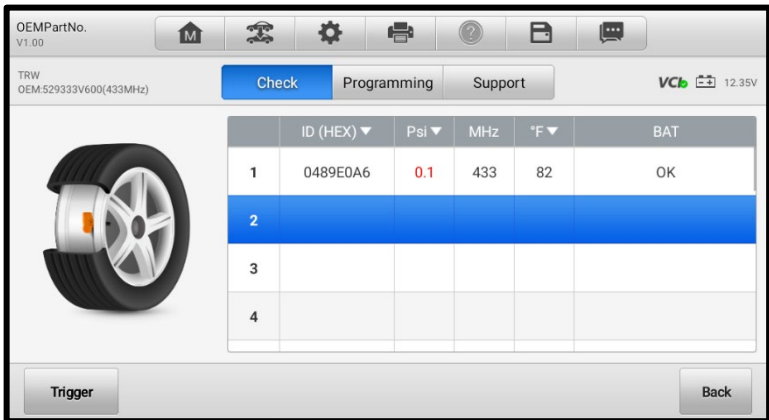 OEMPartNo.
V1.00
M
TRW
OEM:529333V600(433MHz)
Check Programming Support
VCI 12.35V
ID (HEX) Psi MHz °F BAT
1 0489E0A6 0.1 433 82 OK
2
3
4
Trigger
Back